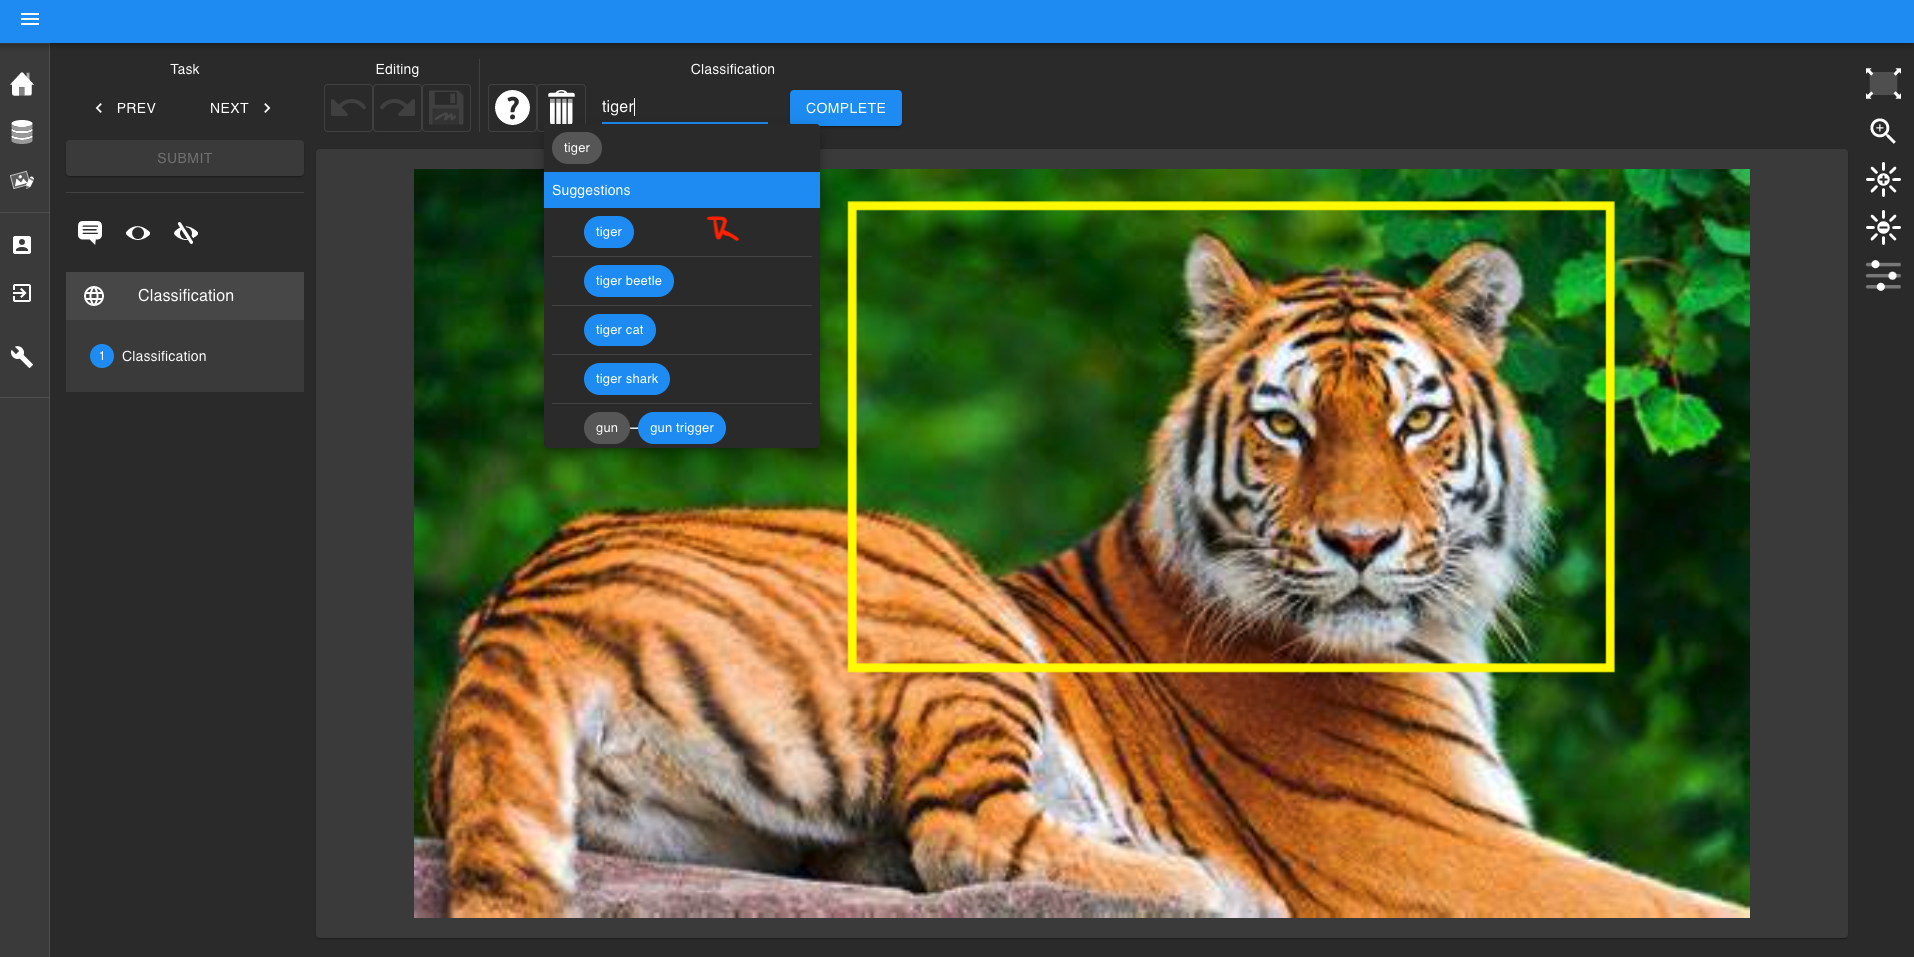 Task
Editing
Classification
PREV
NEXT
tiger
COMPLETE
SUBMIT
tiger
Suggestions
tiger
tiger beetle
tiger cat
tiger shark
gun
gun trigger
Classification
1
Classification